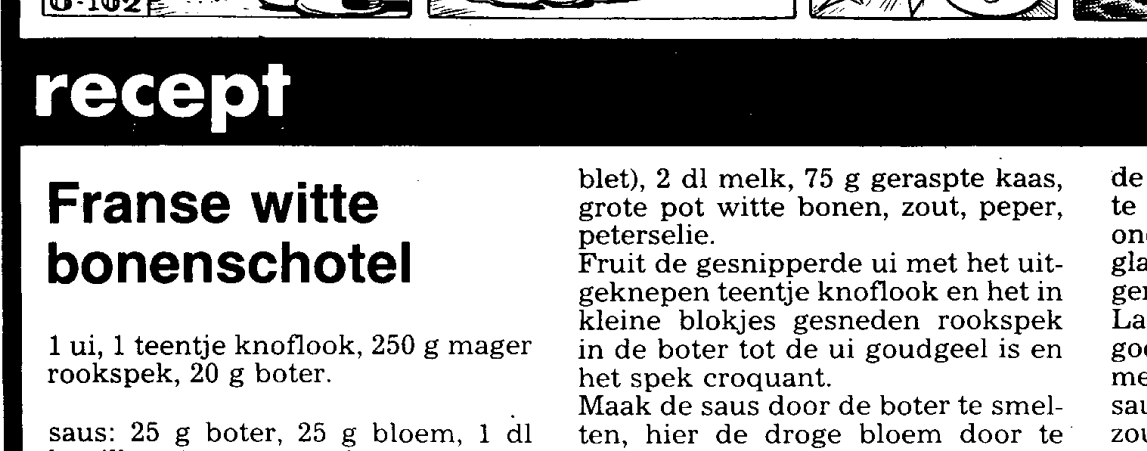 recept
Franse witte
bonenschotel
1 ui, 1 teentje knoflook, 250 g mager
rookspek, 20 g boter.
saus: 25 g boter, 25 g bloem, 1 dl
blet), 2 dl melk, 75 g geraspte kaas,
grote pot witte bonen, zout, peper,
peterselie.
Fruit de gesnipperde ui met het uit-
geknepen teentje knoflook en het in
kleine blokjes gesneden rookspek
in de boter tot de ui goudgeel is en
het spek croquant.
Maak de saus door de boter te smel-
ten, hier de droge bloem door te
de
te